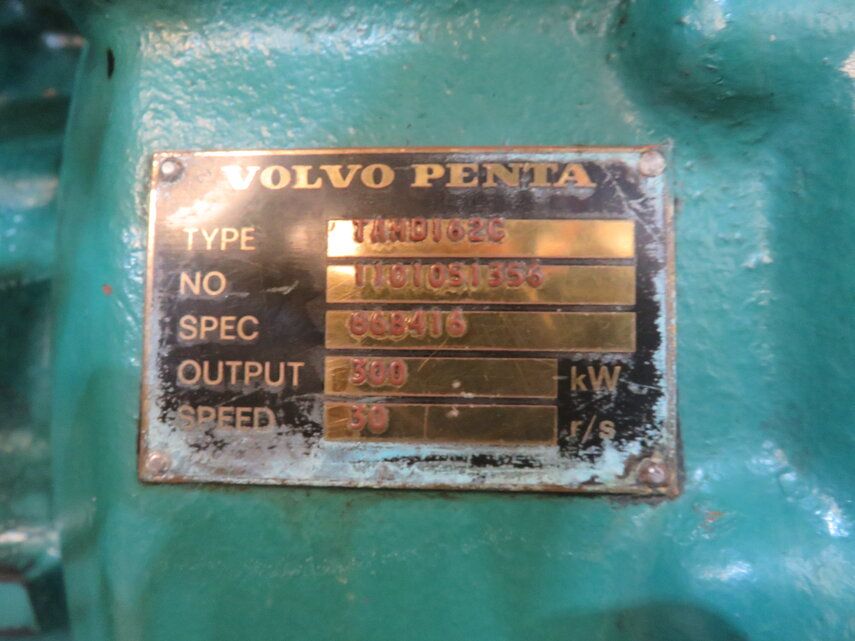 VOLVO PENTA
TYPE TAMD162C
NO 1101051356
SPEC 868416
OUTPUT 300 kW
SPEED 30 r/s